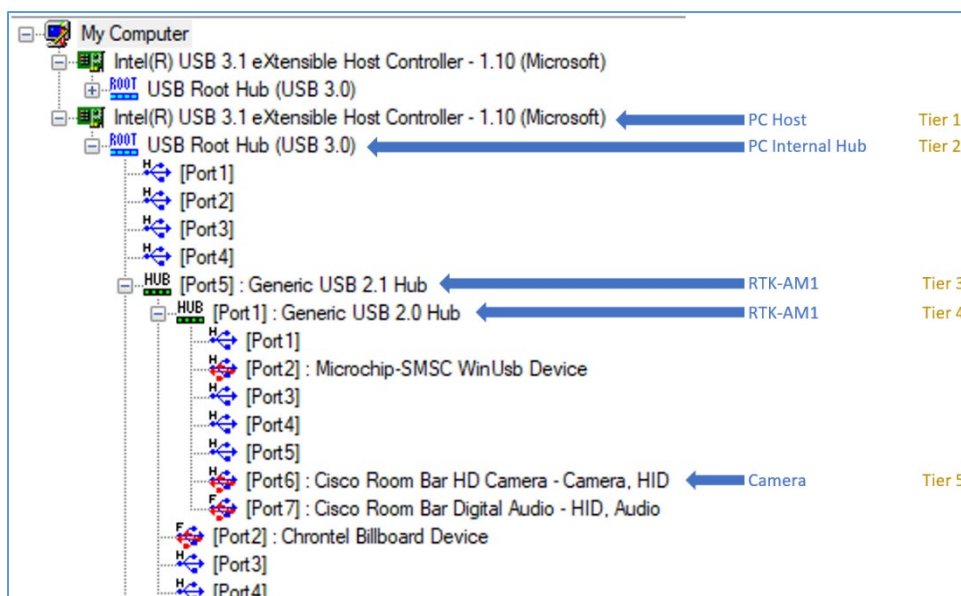 My Computer
Intel(R) USB 3.1 eXtensible Host Controller - 1.10 (Microsoft)
ROOT USB Root Hub (USB 3.0)
Intel(R) USB 3.1 eXtensible Host Controller - 1.10 (Microsoft) PC Host Tier 1
ROOT USB Root Hub (USB 3.0) PC Internal Hub Tier 2
H [Port1]
H [Port2]
H [Port3]
H [Port4]
HUB [Port5] : Generic USB 2.1 Hub RTK-AM1 Tier 3
HUB [Port1] : Generic USB 2.0 Hub RTK-AM1 Tier 4
H [Port1]
H [Port2] : Microchip-SMSC WinUsb Device
H [Port3]
H [Port4]
H [Port5]
H [Port6] : Cisco Room Bar HD Camera - Camera, HID Camera Tier 5
F [Port7] : Cisco Room Bar Digital Audio - HID, Audio
F [Port2] : Chrontel Billboard Device
H [Port3]
H [Port4]